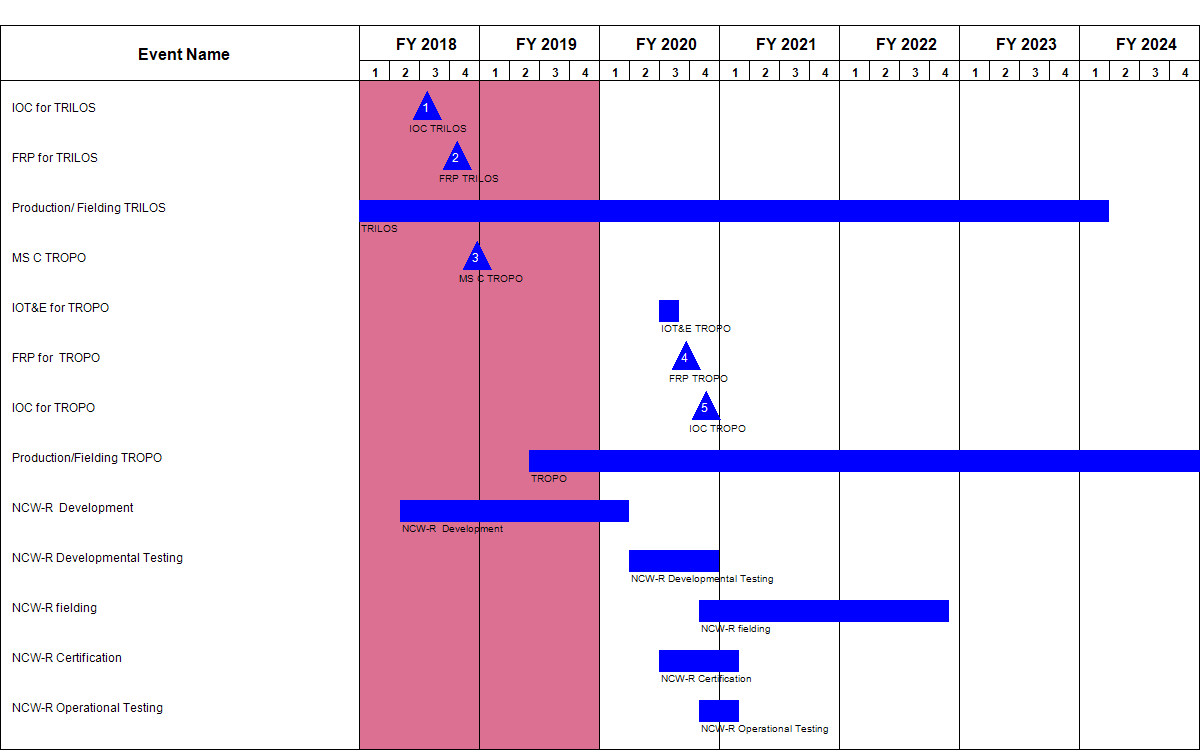 Event Name FY 2018 FY 2019 FY 2020 FY 2021 FY 2022 FY 2023 FY 2024
1 2 3 4 1 2 3 4 1 2 3 4 1 2 3 4 1 2 3 4 1 2 3 4 1 2 3 4
IOC for TRILOS 1
IOC TRILOS
FRP for TRILOS 2
FRP TRILOS
Production/ Fielding TRILOS
TRILOS
MS C TROPO 3
MS C TROPO
IOT&E for TROPO
IOT&E TROPO
FRP for  TROPO 4
FRP TROPO
IOC for TROPO 5
IOC TROPO
Production/Fielding TROPO
TROPO
NCW-R  Development
NCW-R  Development
NCW-R Developmental Testing
NCW-R Developmental Testing
NCW-R fielding
NCW-R fielding
NCW-R Certification
NCW-R Certification
NCW-R Operational Testing
NCW-R Operational Testing